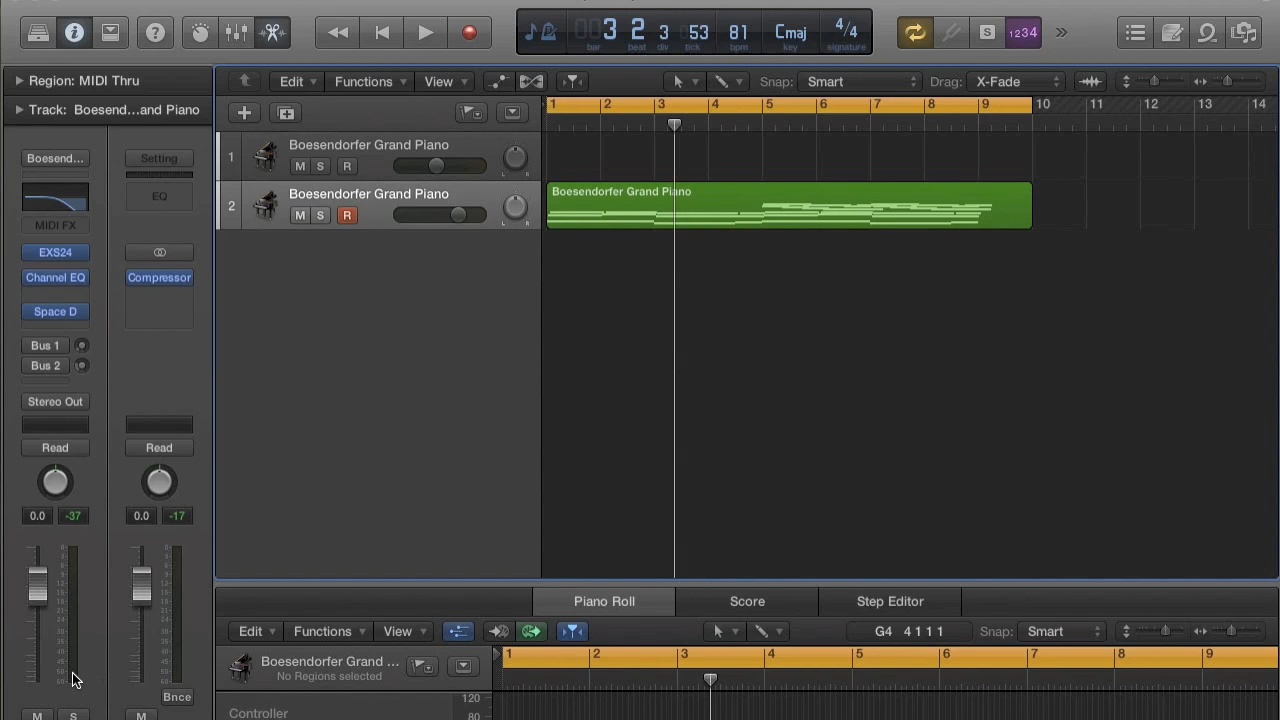 3 2 3 53 81 Cmaj 4/4
bar beat div tick bpm key signature
S 1234
Region: MIDI Thru
Edit Functions View Snap: Smart Drag: X-Fade
Track: Boesend...and Piano
1 2 3 4 5 6 7 8 9 10 11 12 13 14
1 Boesendorfer Grand Piano
M S R L R
2 Boesendorfer Grand Piano
M S R L R
Boesendorfer Grand Piano
Boesend... Setting
EQ
MIDI FX
EXS24
Channel EQ Compressor
Space D
Bus 1
Bus 2
Stereo Out
Read Read
0.0 -37 0.0 -17
Bnce
M S M
Piano Roll Score Step Editor
Edit Functions View G4 4 1 1 1 Snap: Smart
Boesendorfer Grand ...
No Regions selected
1 2 3 4 5 6 7 8 9
120
Controller
80